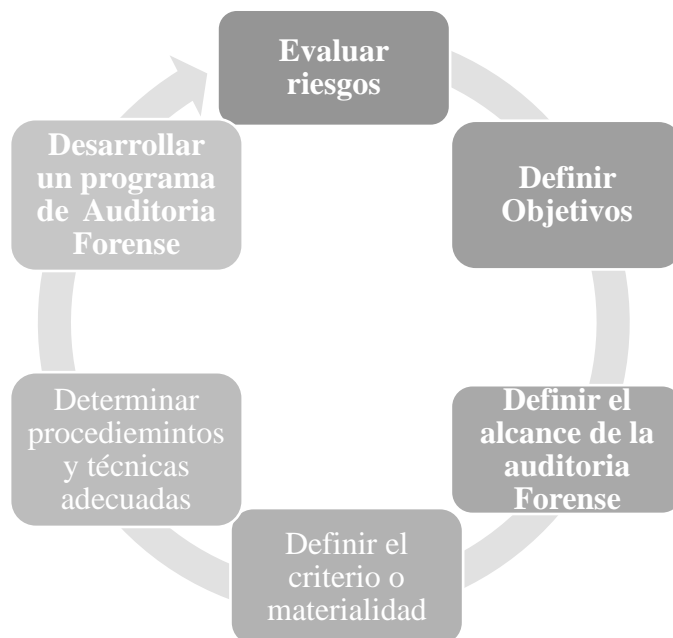 Evaluar
riesgos
Definir
Objetivos
Definir el
alcance de la
auditoria
Forense
Definir el
criterio o
materialidad
Determinar
procediemintos
y técnicas
adecuadas
Desarrollar
un programa
de Auditoria
Forense